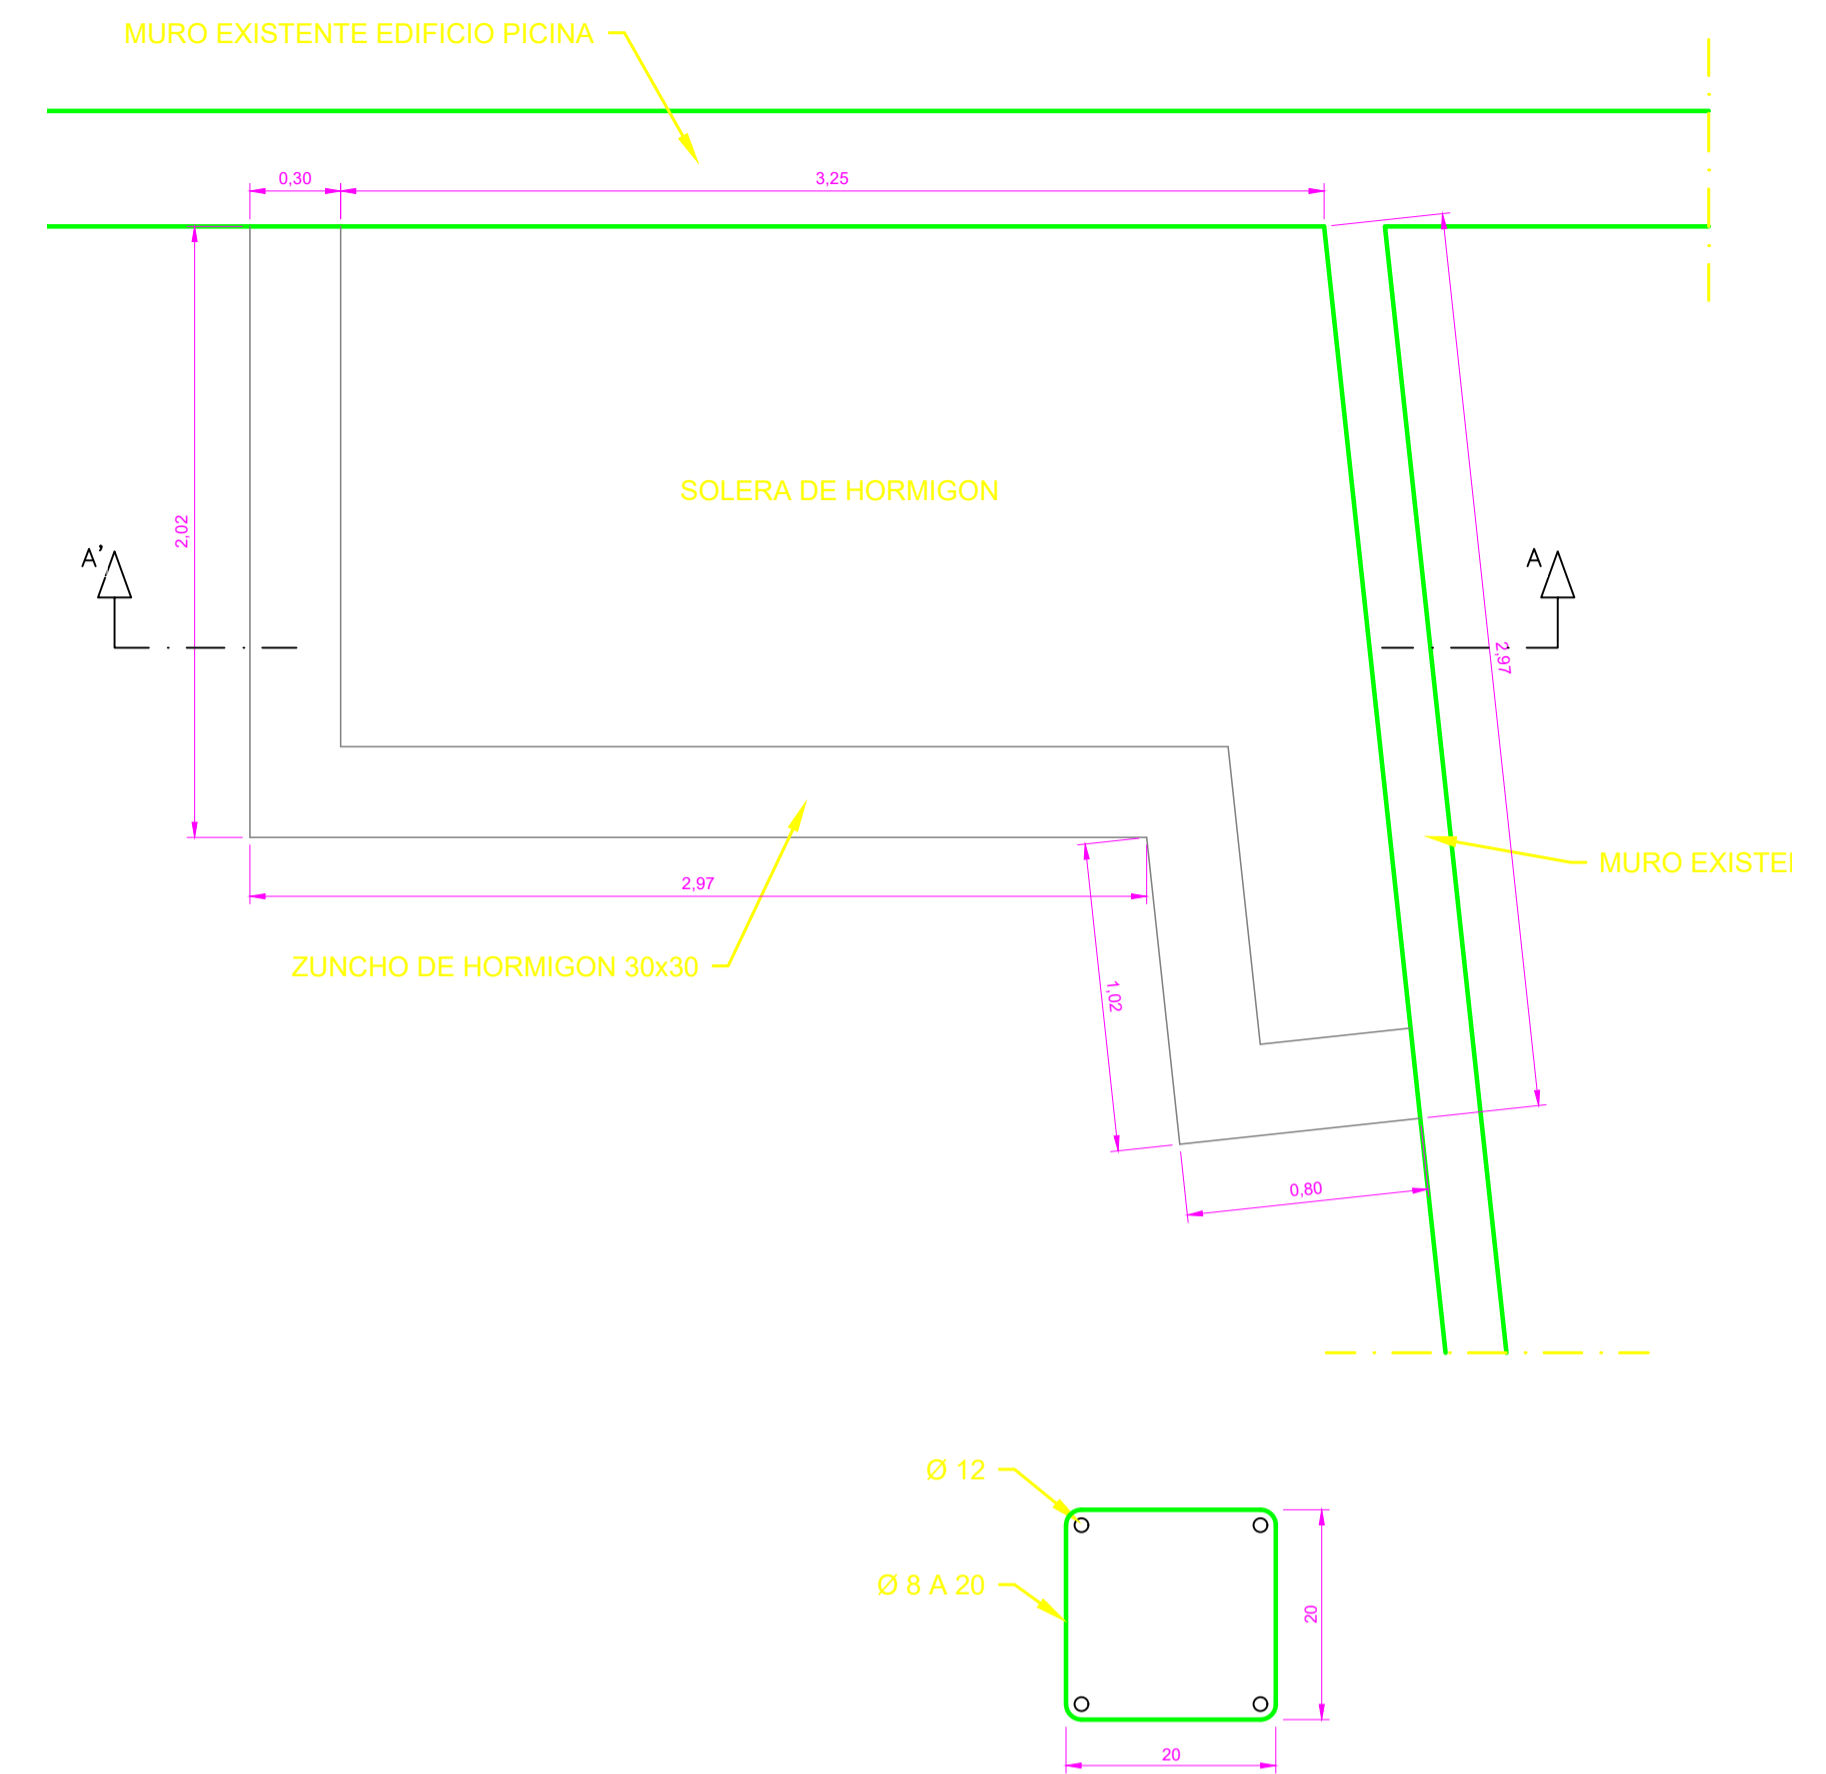 MURO EXISTENTE EDIFICIO PICINA
0,30
3,25
SOLERA DE HORMIGON
2,02
A'
A
2,97
MURO EXISTEI
2,97
ZUNCHO DE HORMIGON 30x30
1,02
0,80
Ø 12
Ø 8 A 20
20
20